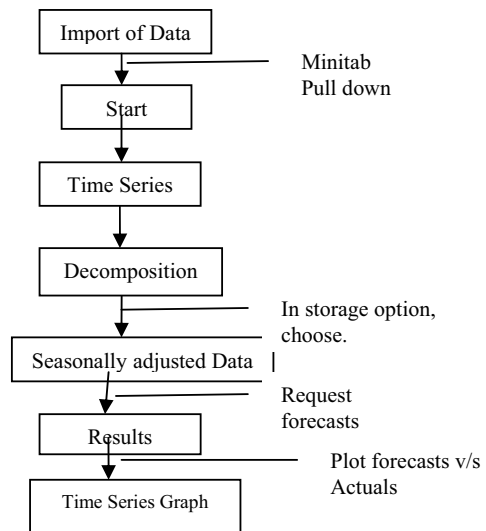 Import of Data
Minitab
Pull down
Start
Time Series
Decomposition
In storage option,
choose.
Seasonally adjusted Data
Request
forecasts
Results
Plot forecasts v/s
Actuals
Time Series Graph